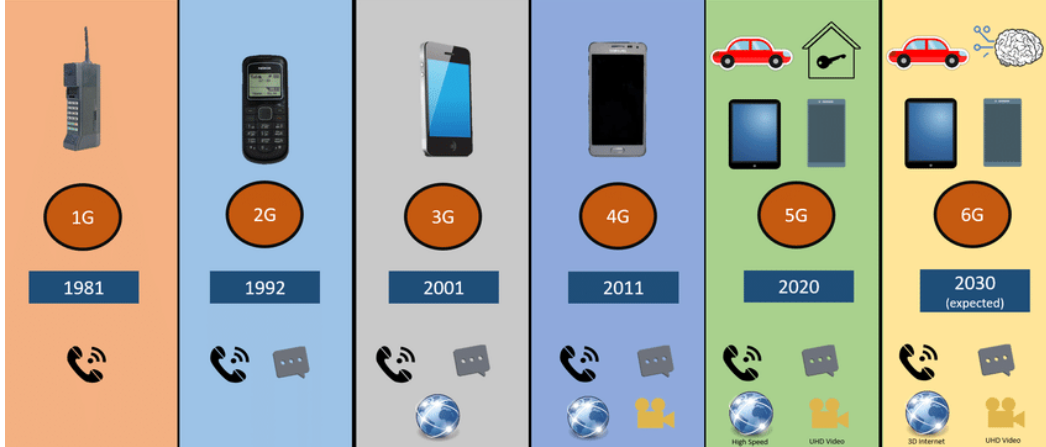 1G
2G
3G
4G
5G
6G
1981
1992
2001
2011
2020
2030
(expected)
High Speed
UHD Video
3D Internet
UHD Video